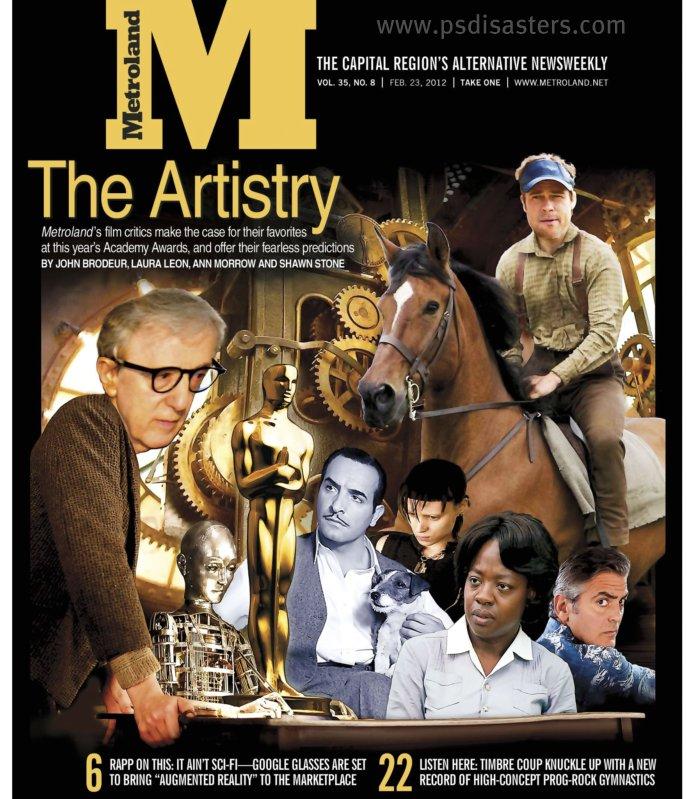 www.psdisasters.com
Metroland
M
THE CAPITAL REGION'S ALTERNATIVE NEWSWEEKLY
VOL. 35, NO. 8 | FEB. 23, 2012 | TAKE ONE | WWW.METROLAND.NET
The Artistry
Metroland's film critics make the case for their favorites
at this year's Academy Awards, and offer their fearless predictions
BY JOHN BRODEUR, LAURA LEON, ANN MORROW AND SHAWN STONE
6 RAPP ON THIS: IT AIN'T SCI-FI—GOOGLE GLASSES ARE SET
TO BRING "AUGMENTED REALITY" TO THE MARKETPLACE
22 LISTEN HERE: TIMBRE COUP KNUCKLE UP WITH A NEW
RECORD OF HIGH-CONCEPT PROG-ROCK GYMNASTICS